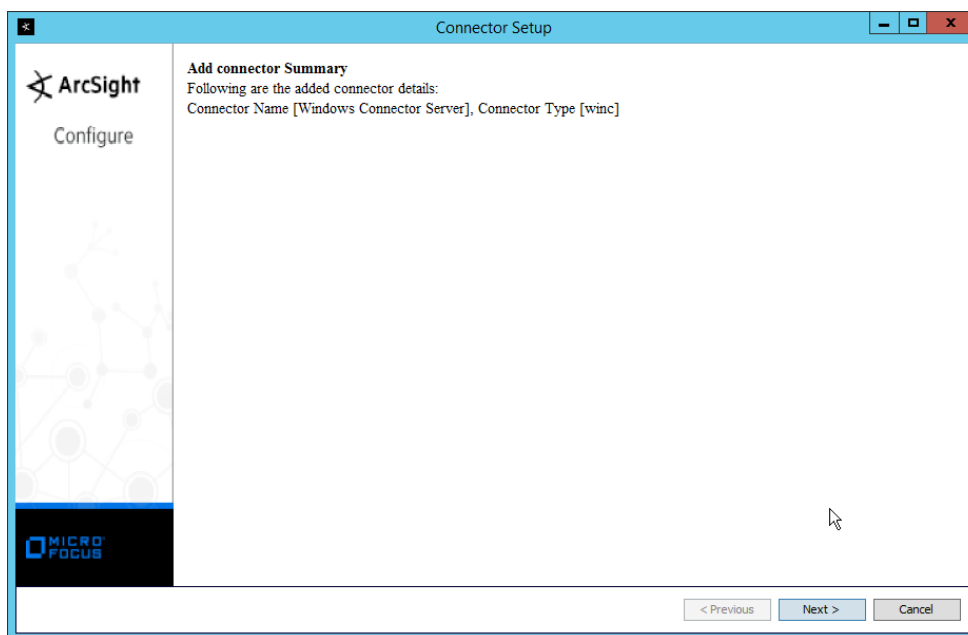 Connector Setup
ArcSight
Configure
Add connector Summary
Following are the added connector details:
Connector Name [Windows Connector Server], Connector Type [winc]
MICRO
FOCUS
< Previous
Next >
Cancel